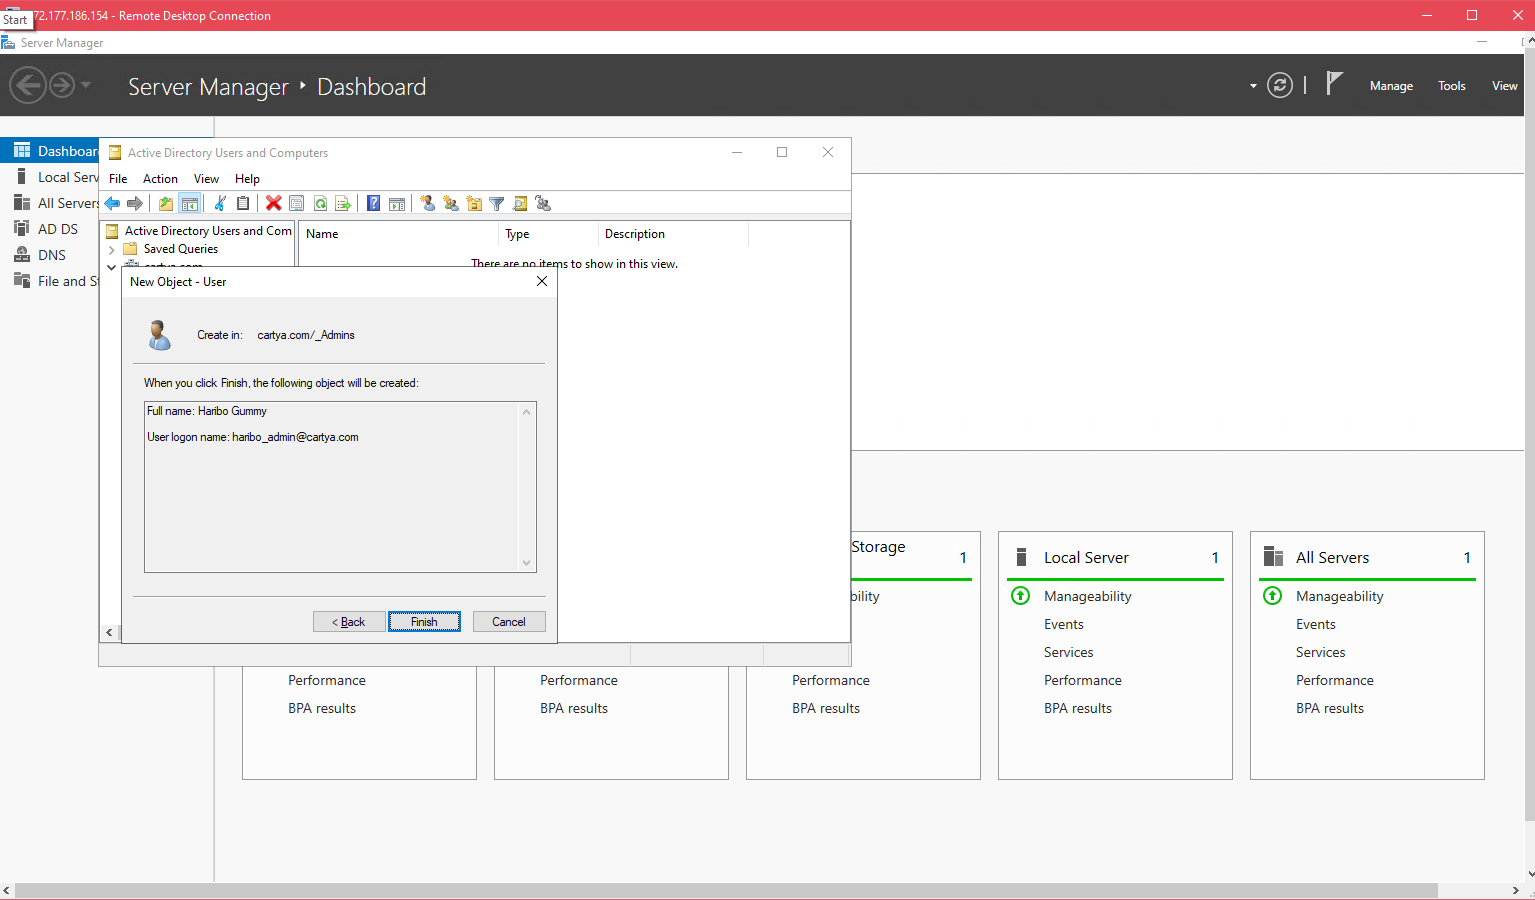 Start
72.177.186.154 - Remote Desktop Connection
Server Manager
Server Manager Dashboard
Manage
Tools
View
Dashboar
Local Serv
All Servers
AD DS
DNS
File and S
Active Directory Users and Computers
File Action View Help
Active Directory Users and Com
Saved Queries
cartya.com
Name Type Description
There are no items to show in this view.
New Object - User
Create in: cartya.com/_Admins
When you click Finish, the following object will be created:
Full name: Haribo Gummy
User logon name: haribo_admin@cartya.com
< Back
Finish
Cancel
Performance
BPA results
Performance
BPA results
Storage 1
bility
Performance
BPA results
Local Server 1
Manageability
Events
Services
Performance
BPA results
All Servers 1
Manageability
Events
Services
Performance
BPA results